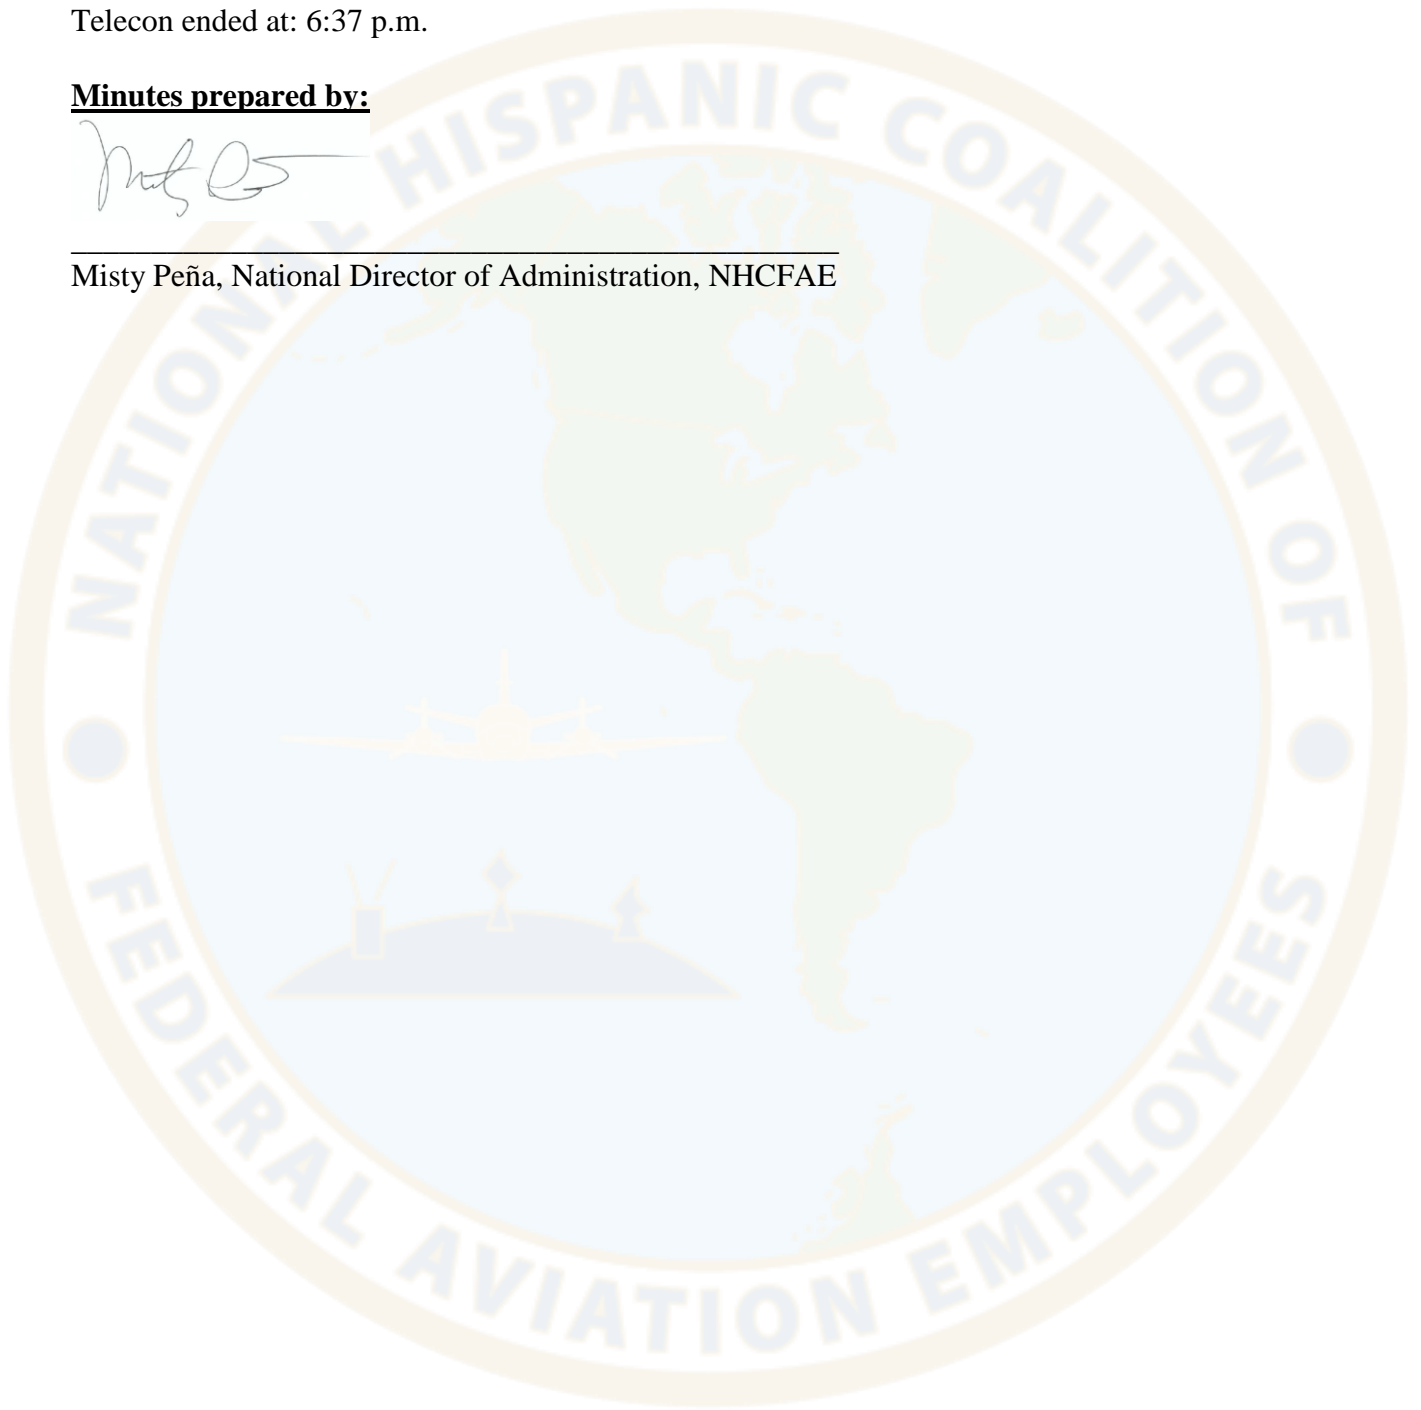 Telecon ended at: 6:37 p.m.
Minutes prepared by:
Misty Peña, National Director of Administration, NHCFAE
NATIONAL HISPANIC COALITION OF
FEDERAL AVIATION EMPLOYEES